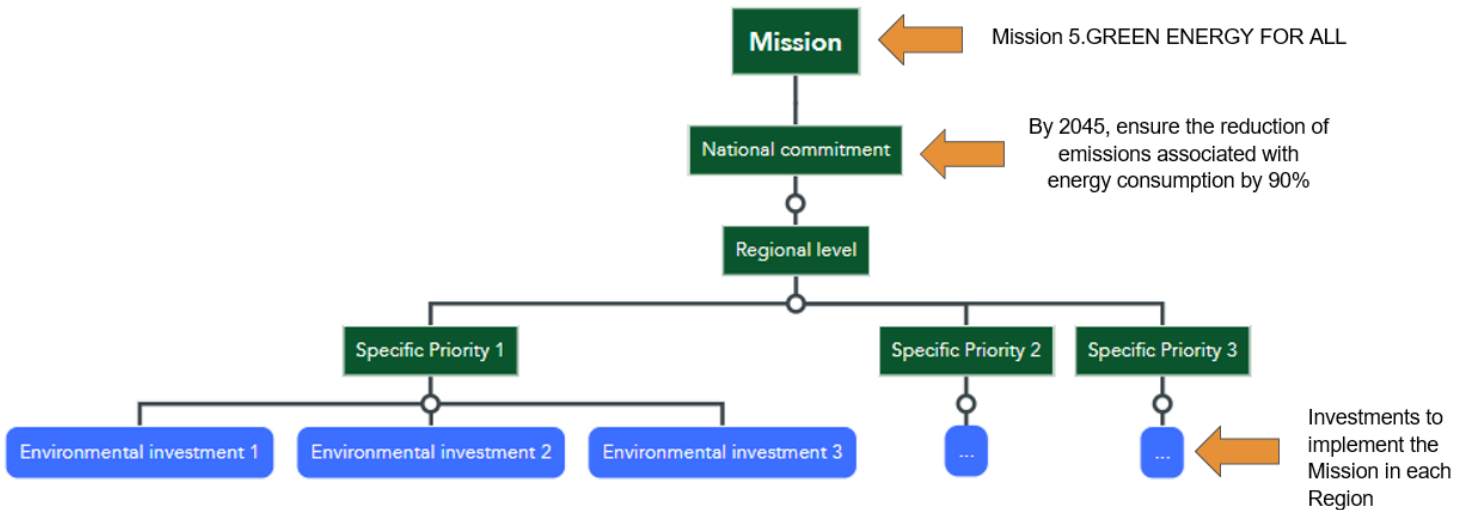 Mission
Mission 5.GREEN ENERGY FOR ALL
National commitment
By 2045, ensure the reduction of
emissions associated with
energy consumption by 90%
Regional level
Specific Priority 1
Specific Priority 2
Specific Priority 3
Environmental investment 1
Environmental investment 2
Environmental investment 3
...
...
Investments to
implement the
Mission in each
Region